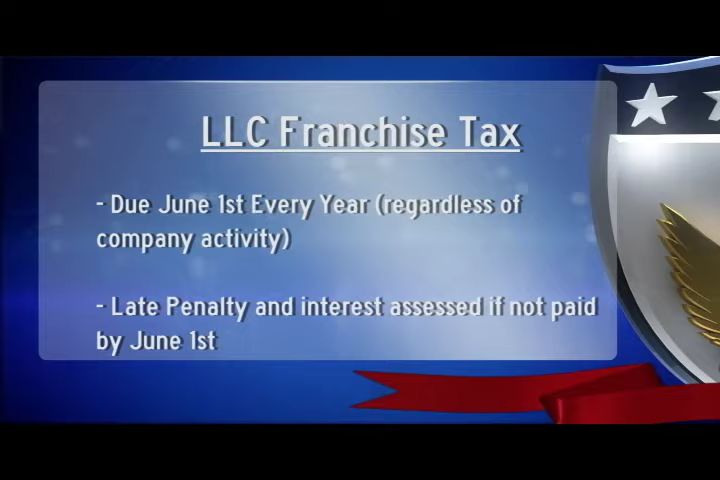 LLC Franchise Tax
- Due June 1st Every Year (regardless of
company activity)
- Late Penalty and interest assessed if not paid
by June 1st